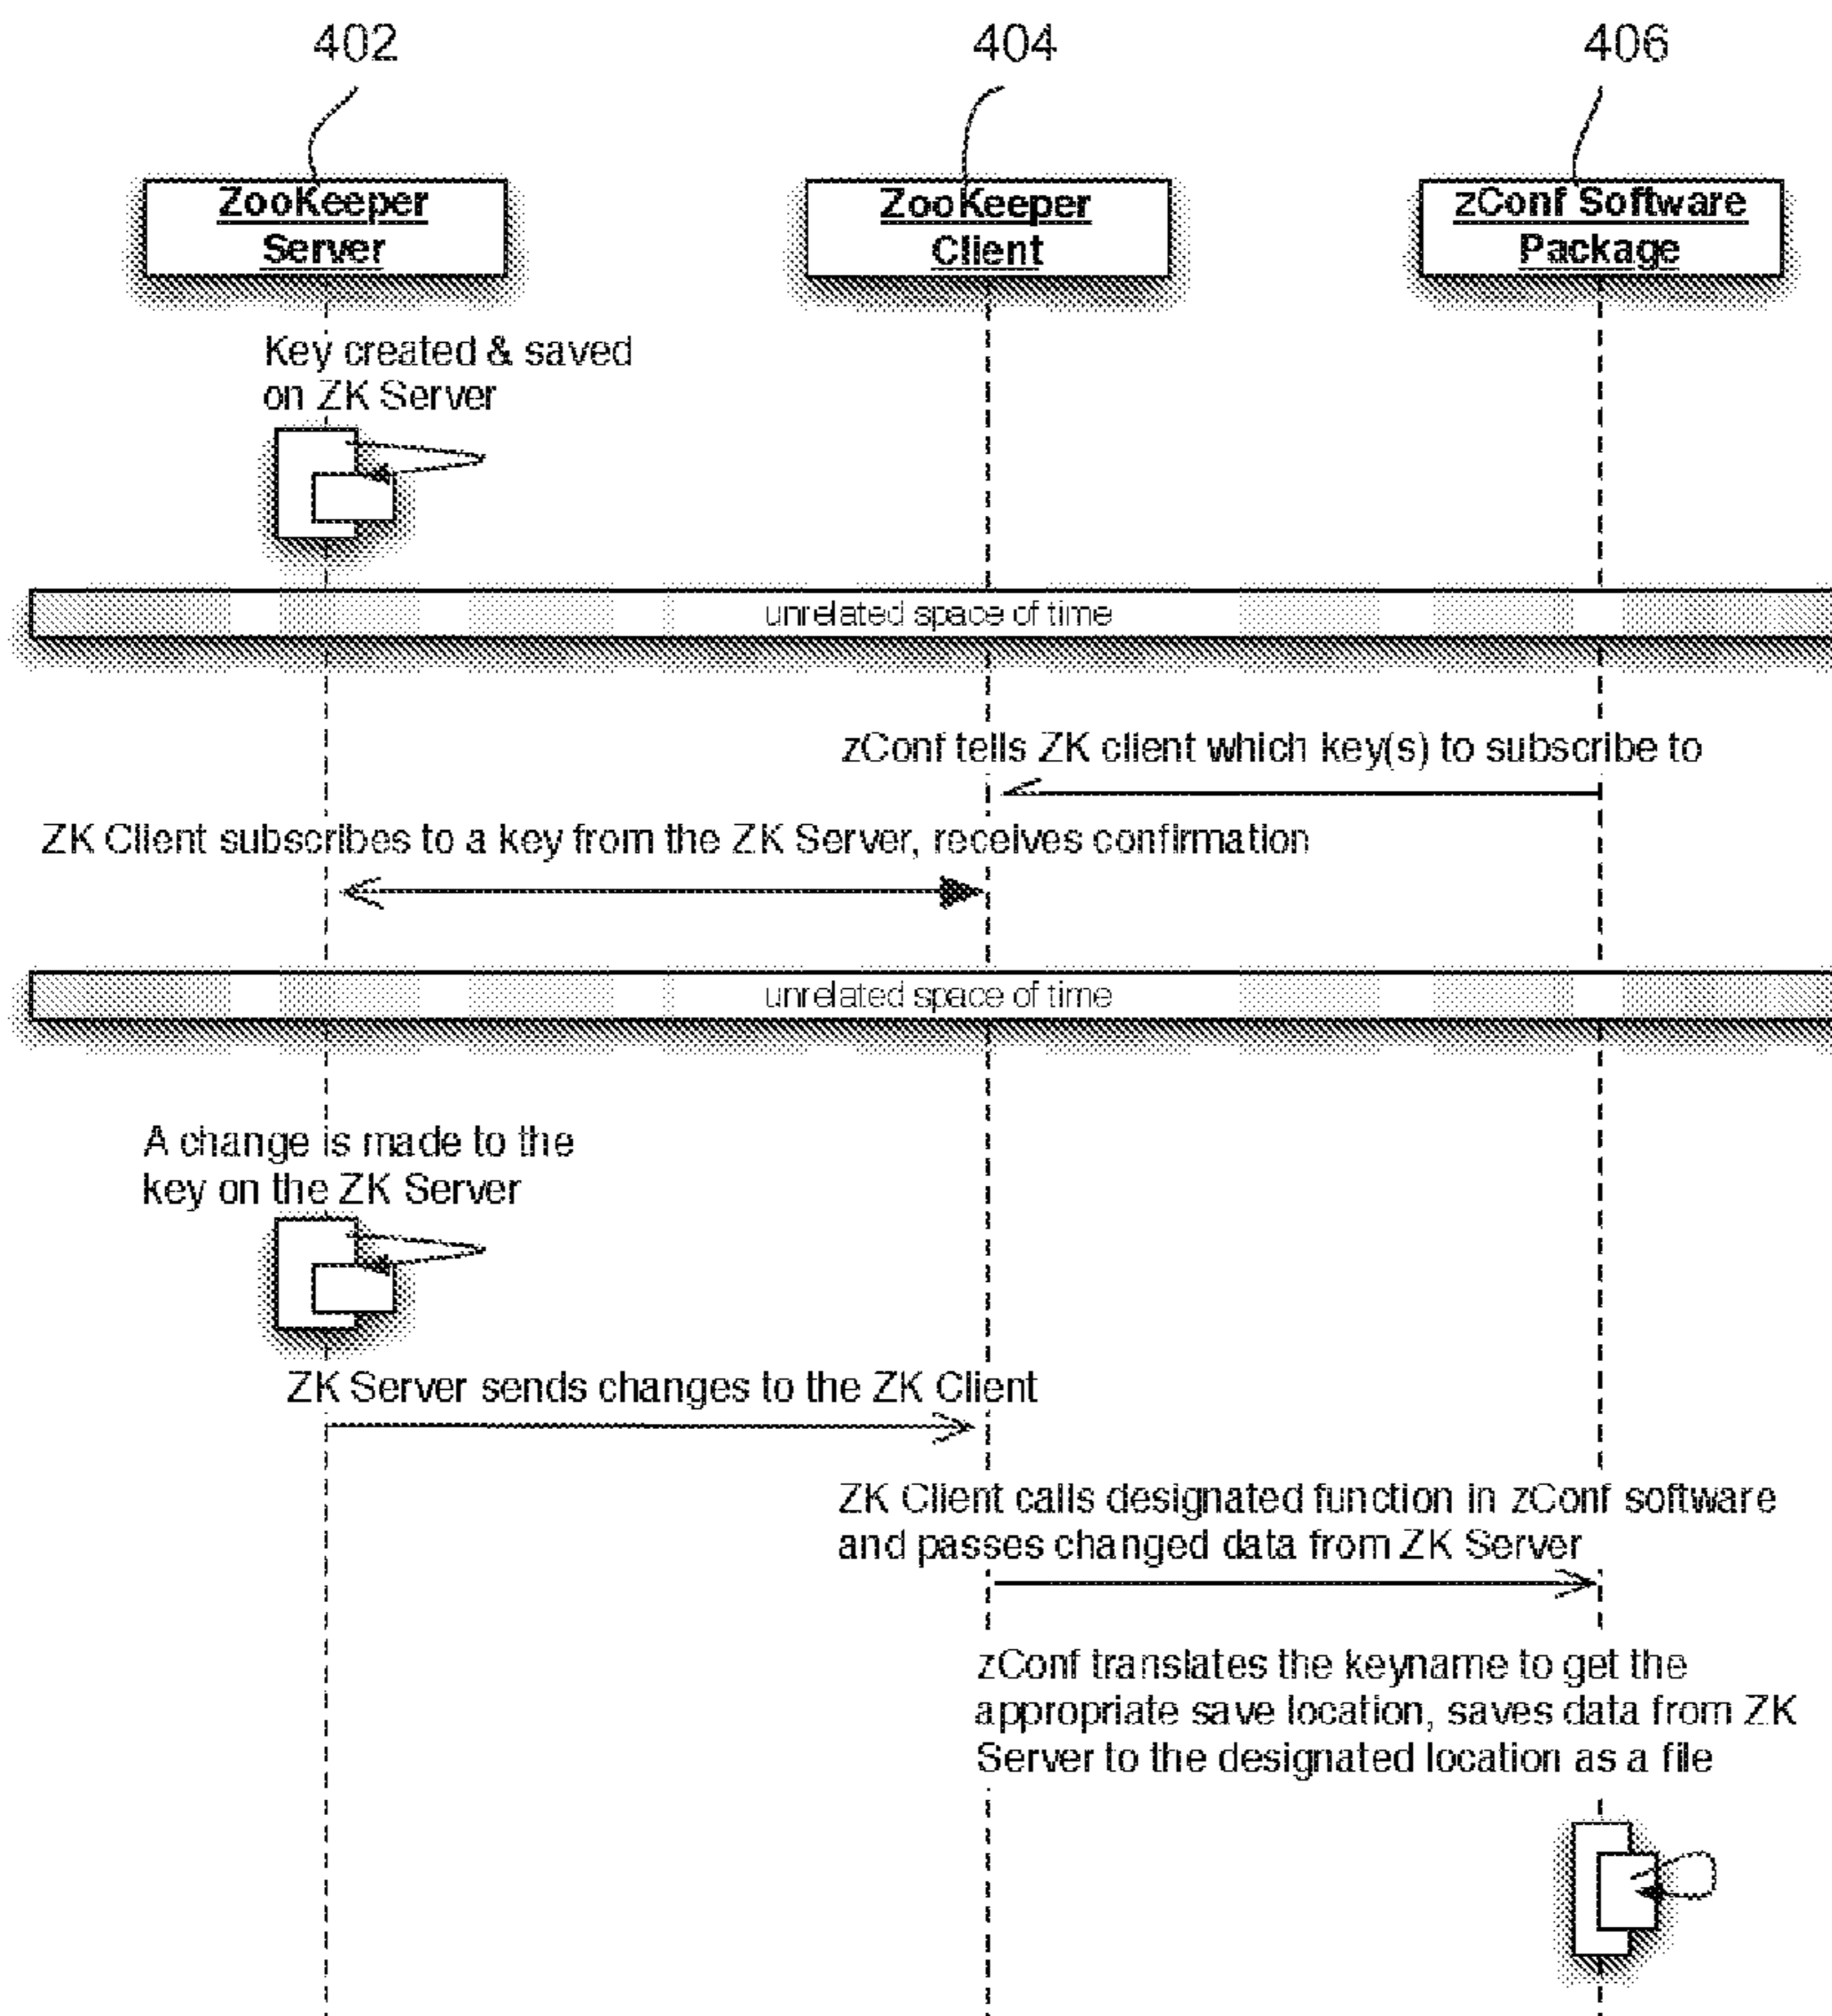 402
404
406
ZooKeeper
Server
ZooKeeper
Client
zConf Software
Package
Key created & saved
on ZK Server
unrelated space of time
zConf tells ZK client which key(s) to subscribe to
ZK Client subscribes to a key from the ZK Server, receives confirmation
unrelated space of time
A change is made to the
key on the ZK Server
ZK Server sends changes to the ZK Client
ZK Client calls designated function in zConf software
and passes changed data from ZK Server
zConf translates the keyname to get the
appropriate save location, saves data from ZK
Server to the designated location as a file